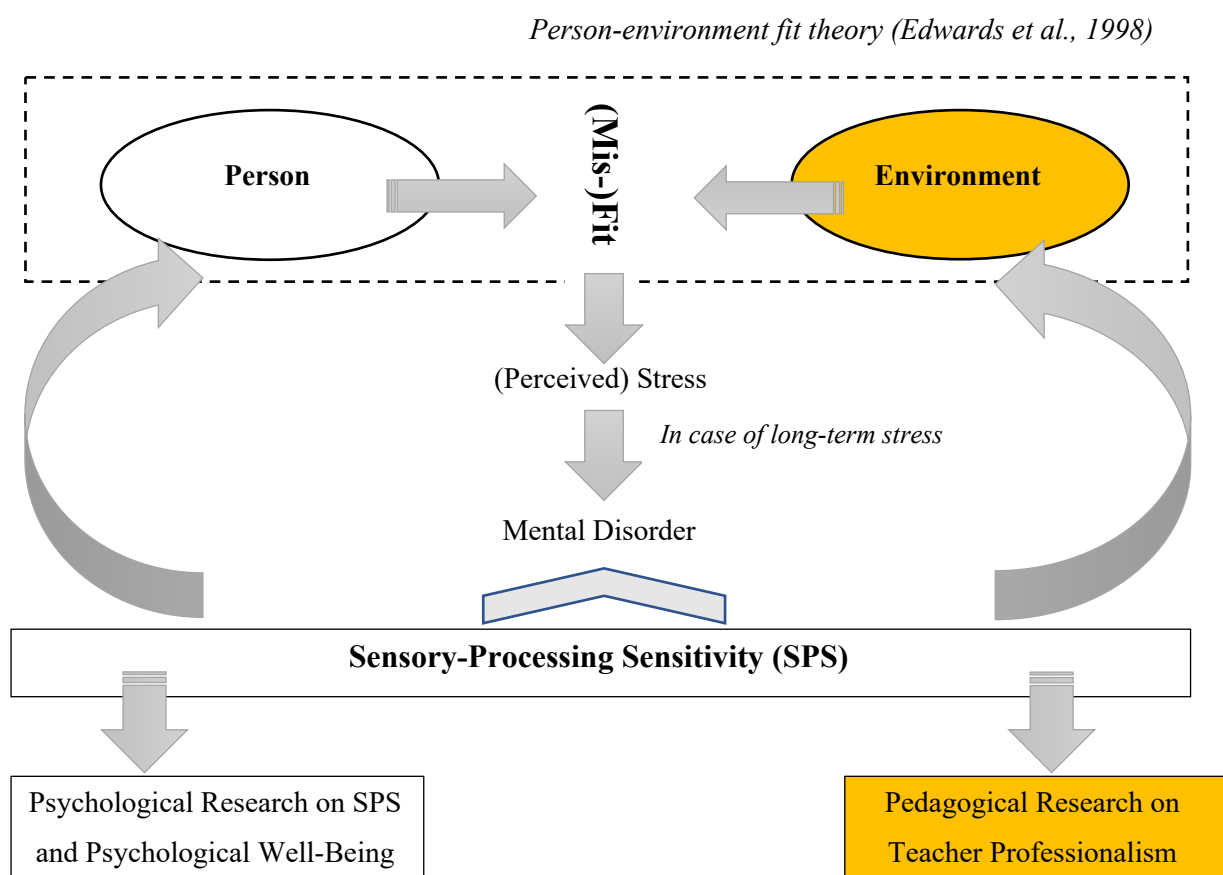 Person-environment fit theory (Edwards et al., 1998)
Person
(Mis-)Fit
Environment
(Perceived) Stress
In case of long-term stress
Mental Disorder
Sensory-Processing Sensitivity (SPS)
Psychological Research on SPS
and Psychological Well-Being
Pedagogical Research on
Teacher Professionalism